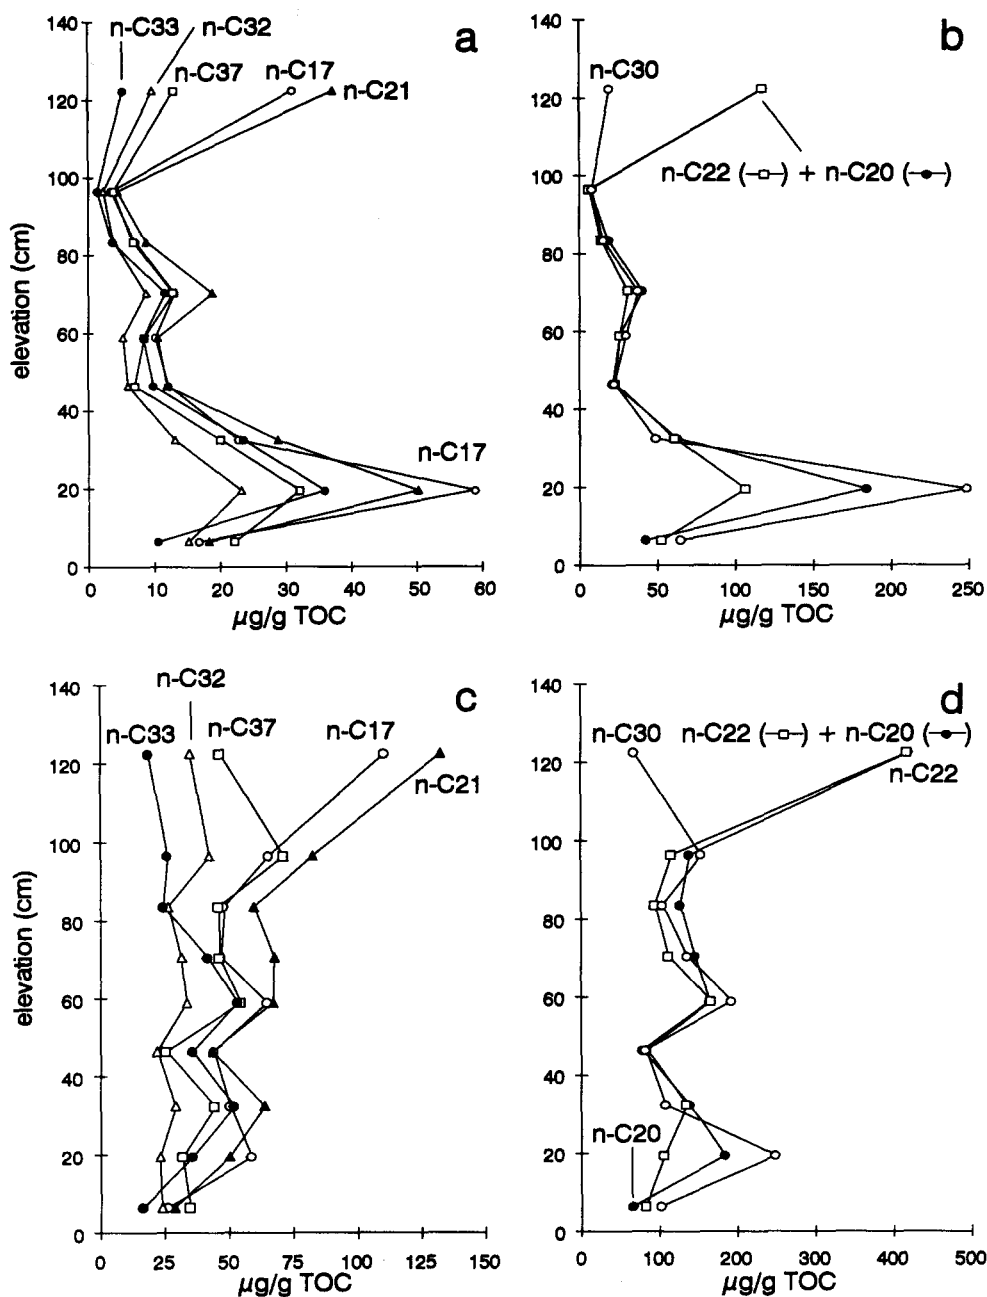 a
n-C33 n-C32
n-C37 n-C17
n-C21
n-C17
140
120
100
80
60
40
20
0
elevation (cm)
0 10 20 30 40 50 60
µg/g TOC
b
n-C30
n-C22 (-□-) + n-C20 (-●-)
140
120
100
80
60
40
20
0
0 50 100 150 200 250
µg/g TOC
c
n-C32
n-C33 n-C37 n-C17
n-C21
140
120
100
80
60
40
20
0
elevation (cm)
0 25 50 75 100 125 150
µg/g TOC
d
n-C30 n-C22 (-□-) + n-C20 (-●-)
n-C22
n-C20
140
120
100
80
60
40
20
0
0 100 200 300 400 500
µg/g TOC